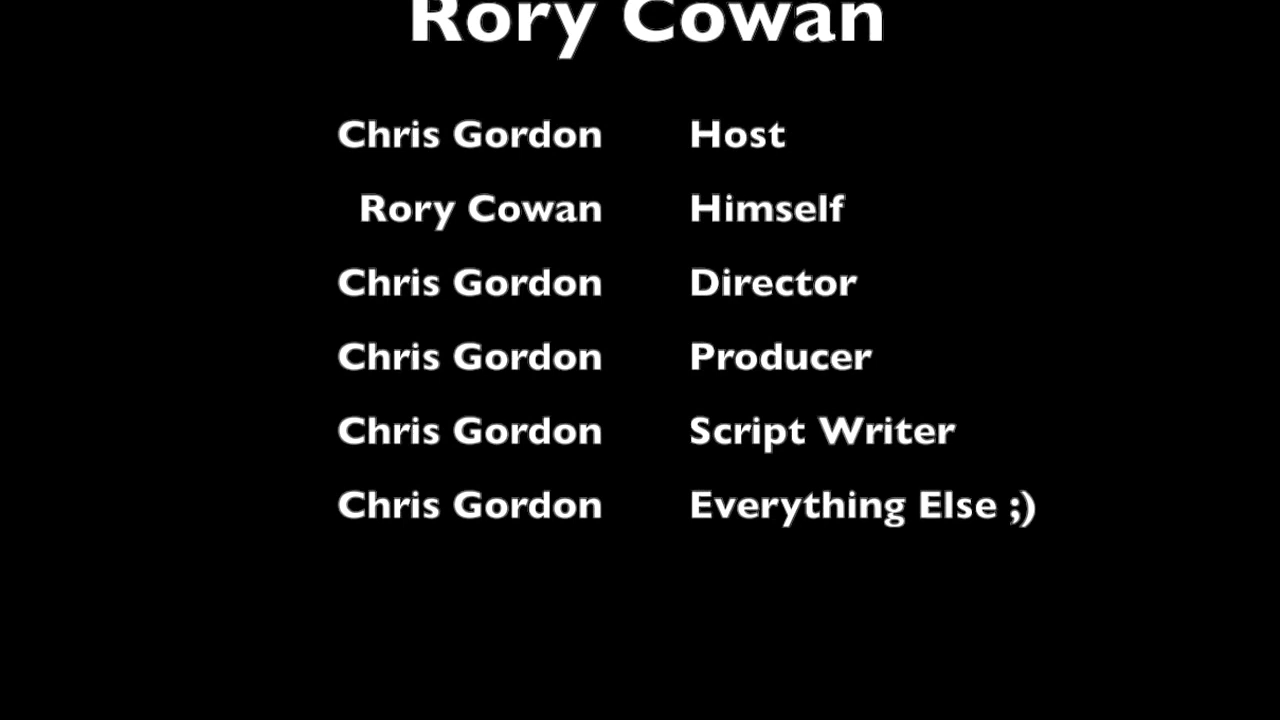 Rory Cowan
Chris Gordon Host
Rory Cowan Himself
Chris Gordon Director
Chris Gordon Producer
Chris Gordon Script Writer
Chris Gordon Everything Else ;)